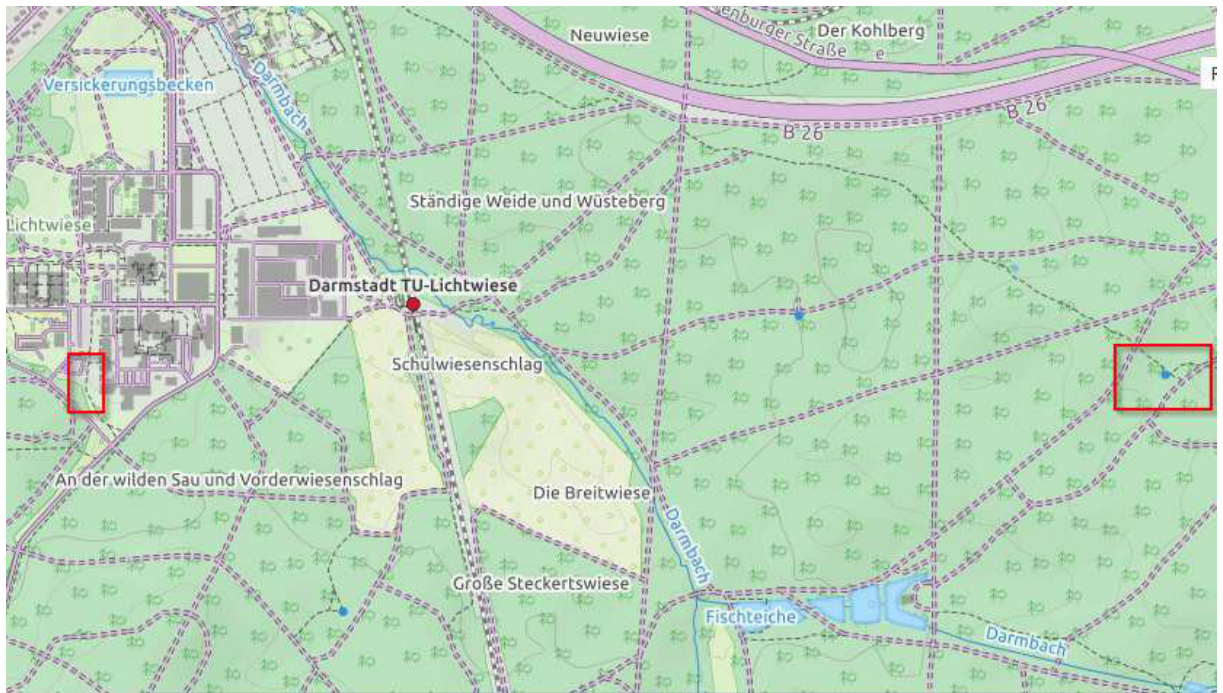 Neuwiese
Der Kohlberg
enburger Straße
e
Darmbach
Versickerungsbecken
B 26
B 26
Ständige Weide und Wüsteberg
Lichtwiese
Darmstadt TU-Lichtwiese
Schulwiesenschlag
An der wilden Sau und Vorderwiesenschlag
Die Breitwiese
Darmbach
Große Steckertswiese
Fischteiche
Darmbach